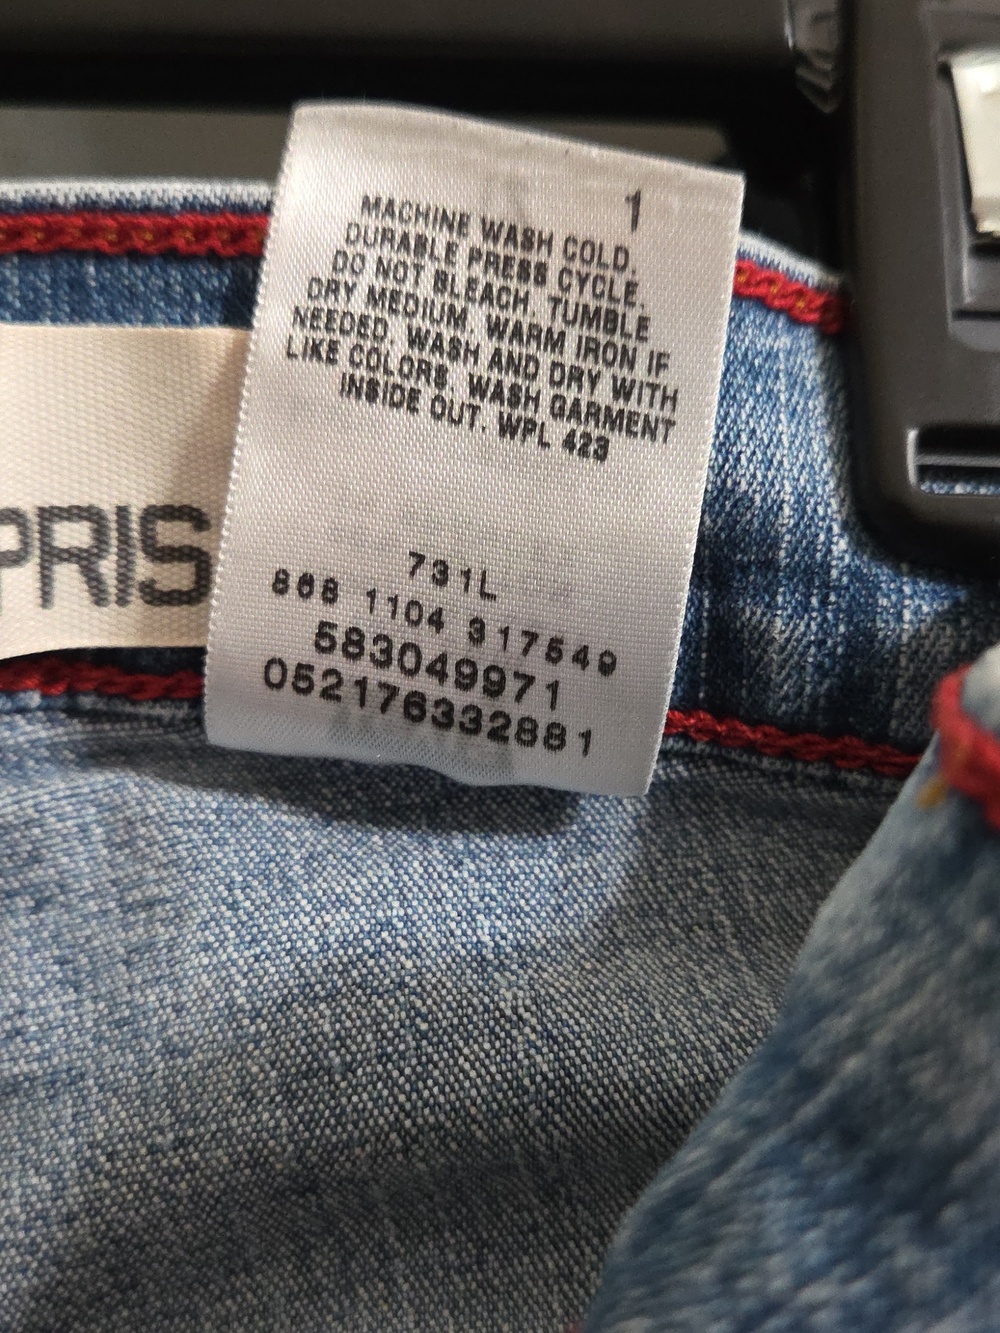 1
MACHINE WASH COLD.
DURABLE PRESS CYCLE.
DO NOT BLEACH. TUMBLE
DRY MEDIUM. WARM IRON IF
NEEDED. WASH AND DRY WITH
LIKE COLORS. WASH GARMENT
INSIDE OUT. WPL 423
PRIS
731L
868 1104 317549
583049971
052176332881